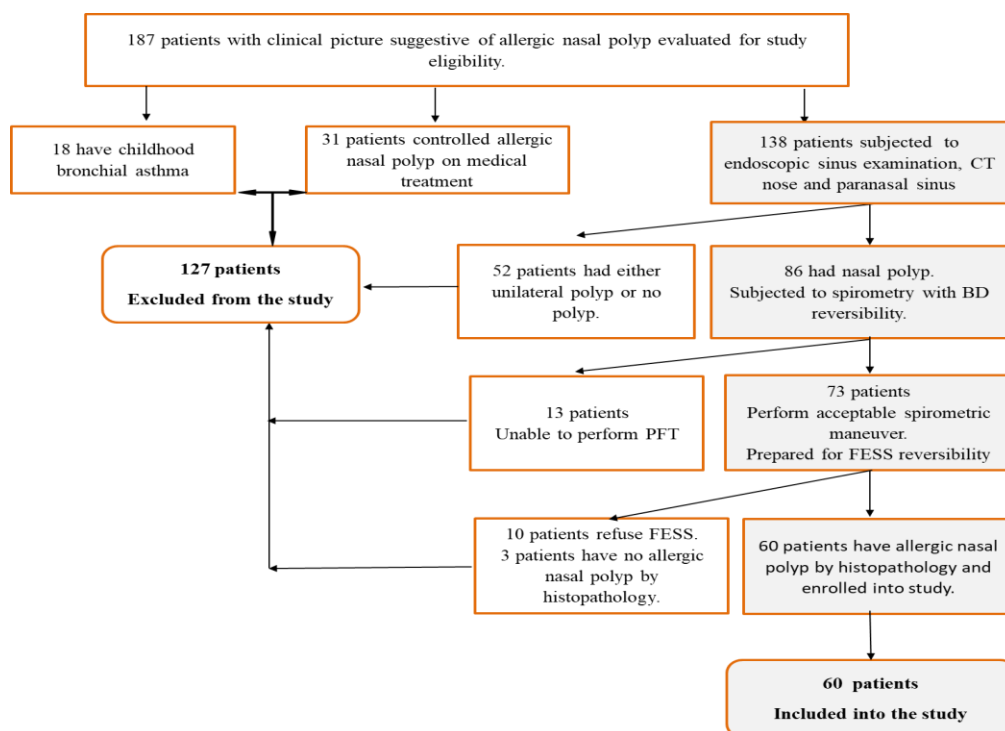 187 patients with clinical picture suggestive of allergic nasal polyp evaluated for study
eligibility.
18 have childhood
bronchial asthma
31 patients controlled allergic
nasal polyp on medical
treatment
138 patients subjected to
endoscopic sinus examination, CT
nose and paranasal sinus
127 patients
Excluded from the study
52 patients had either
unilateral polyp or no
polyp.
86 had nasal polyp.
Subjected to spirometry with BD
reversibility.
13 patients
Unable to perform PFT
73 patients
Perform acceptable spirometric
maneuver.
Prepared for FESS reversibility
10 patients refuse FESS.
3 patients have no allergic
nasal polyp by
histopathology.
60 patients have allergic nasal
polyp by histopathology and
enrolled into study.
60 patients
Included into the study